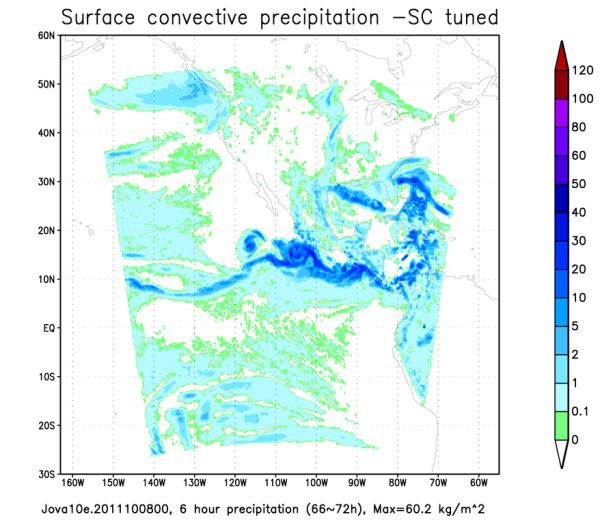 Surface convective precipitation −SC tuned
60N
50N
40N
30N
20N
10N
EQ
10S
20S
30S
160W 150W 140W 130W 120W 110W 100W 90W 80W 70W 60W
120
100
80
60
50
40
30
20
10
5
2
1
0.1
0
Jova10e.2011100800, 6 hour precipitation (66~72h), Max=60.2 kg/m^2